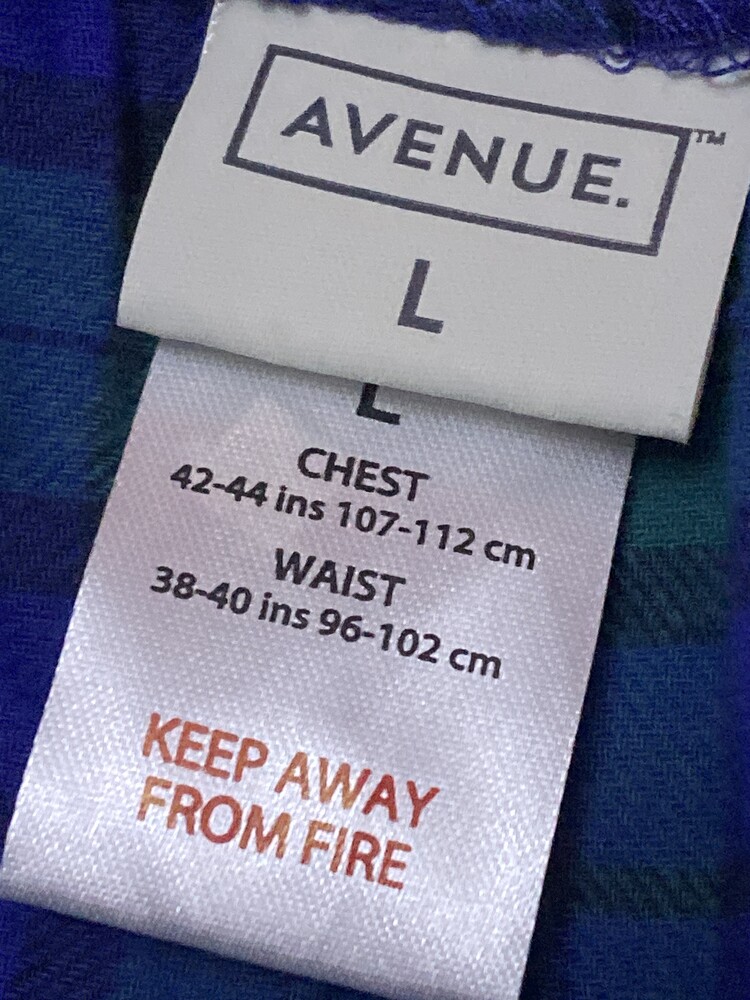 AVENUE.™
L
L
CHEST
42-44 ins 107-112 cm
WAIST
38-40 ins 96-102 cm
KEEP AWAY
FROM FIRE